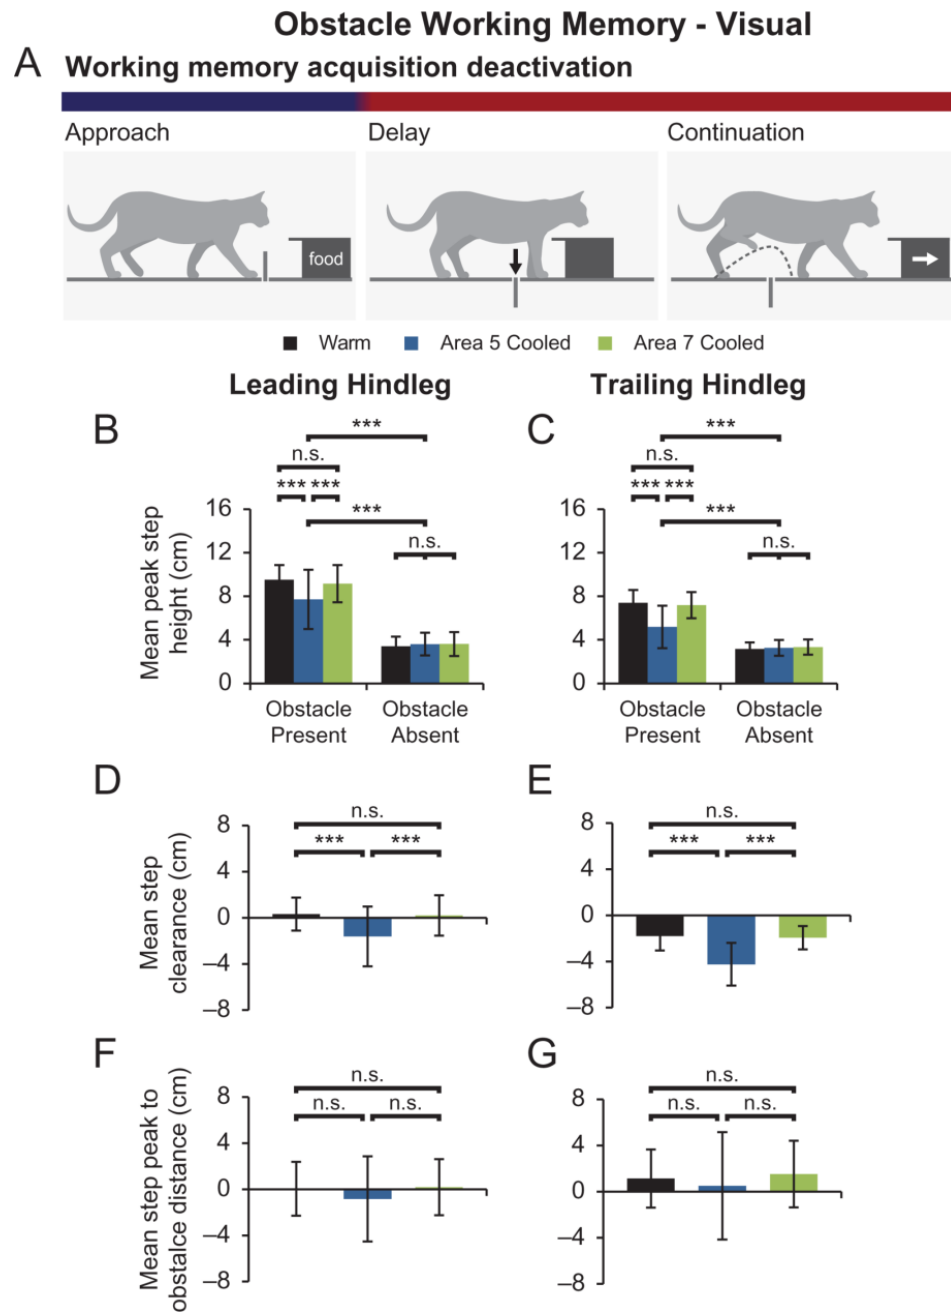 Obstacle Working Memory - Visual
A Working memory acquisition deactivation
Approach Delay Continuation
food
Warm Area 5 Cooled Area 7 Cooled
Leading Hindleg Trailing Hindleg
B C
*** ***
n.s. n.s.
*** *** *** ***
*** ***
n.s. n.s.
Mean peak step
height (cm)
16 16
12 12
8 8
4 4
0 0
Obstacle Obstacle Obstacle Obstacle
Present Absent Present Absent
D E
n.s. n.s.
*** *** *** ***
Mean step
clearance (cm)
8 8
4 4
0 0
–4 –4
–8 –8
F G
n.s. n.s.
n.s. n.s. n.s. n.s.
Mean step peak to
obstalce distance (cm)
8 8
4 4
0 0
–4 –4
–8 –8